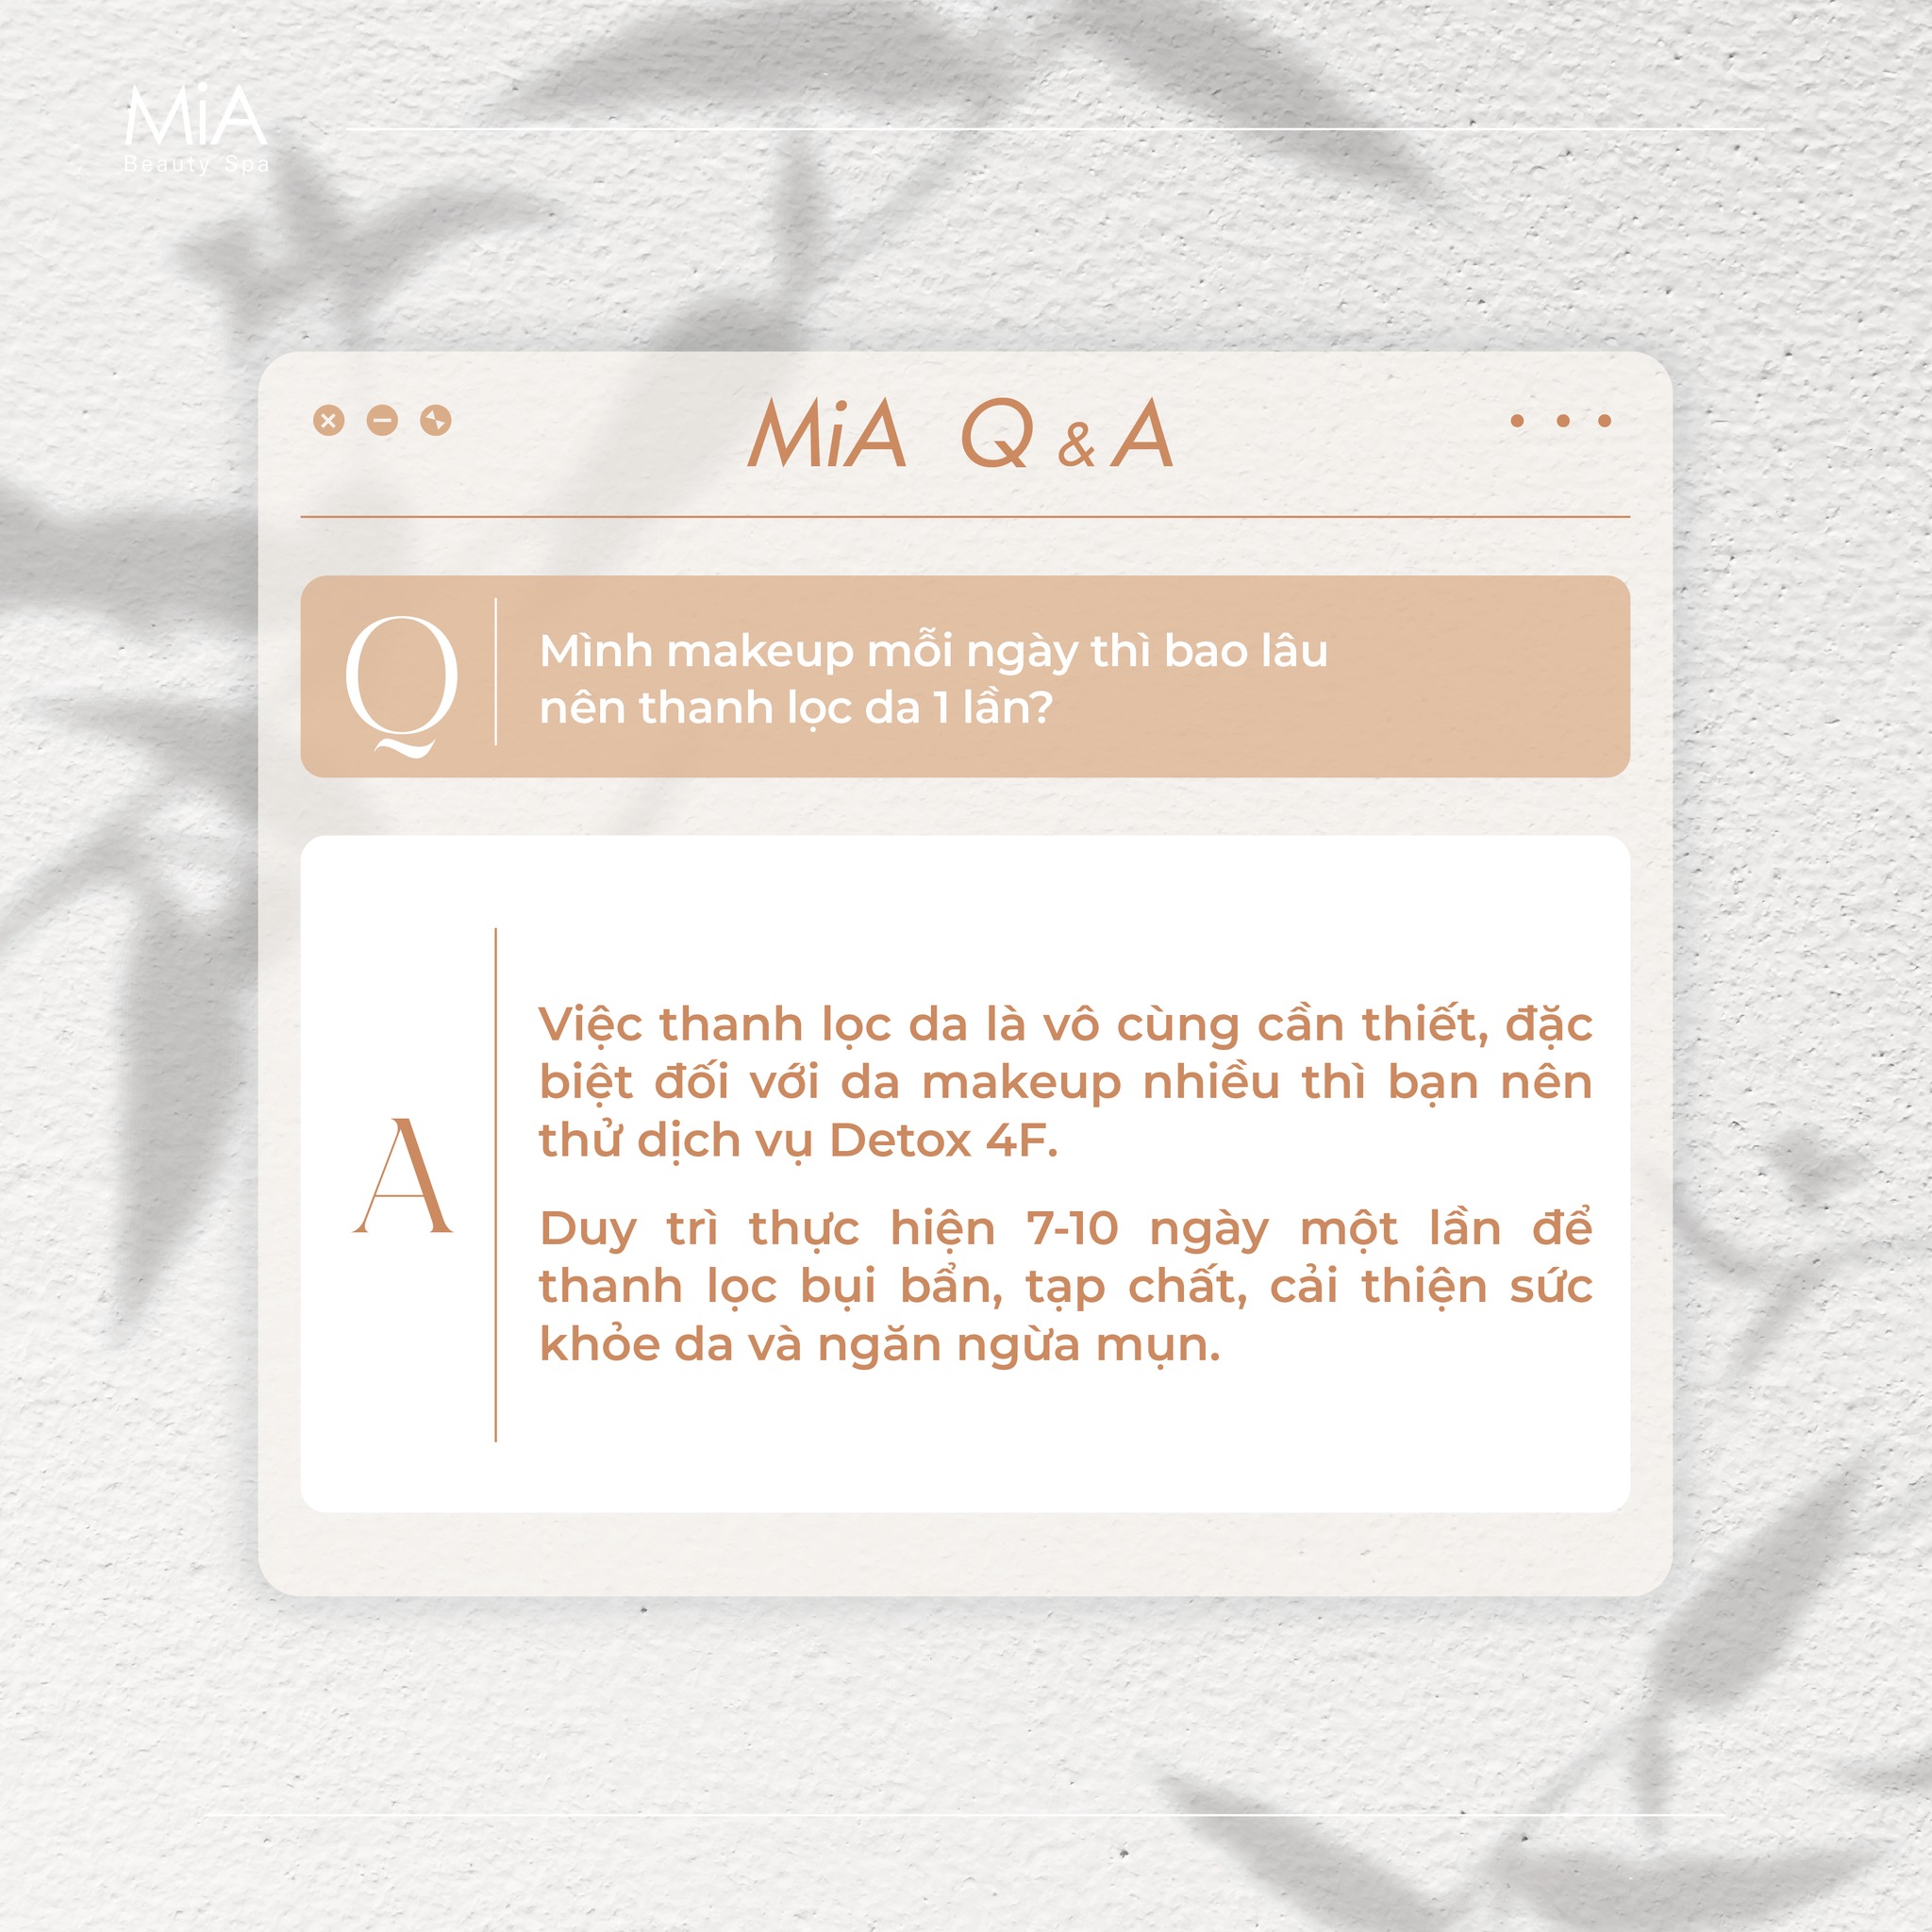 MiA
Beauty Spa
MiA Q & A
Q
Mình makeup mỗi ngày thì bao lâu
nên thanh lọc da 1 lần?
A
Việc thanh lọc da là vô cùng cần thiết, đặc
biệt đối với da makeup nhiều thì bạn nên
thử dịch vụ Detox 4F.
Duy trì thực hiện 7-10 ngày một lần để
thanh lọc bụi bẩn, tạp chất, cải thiện sức
khỏe da và ngăn ngừa mụn.